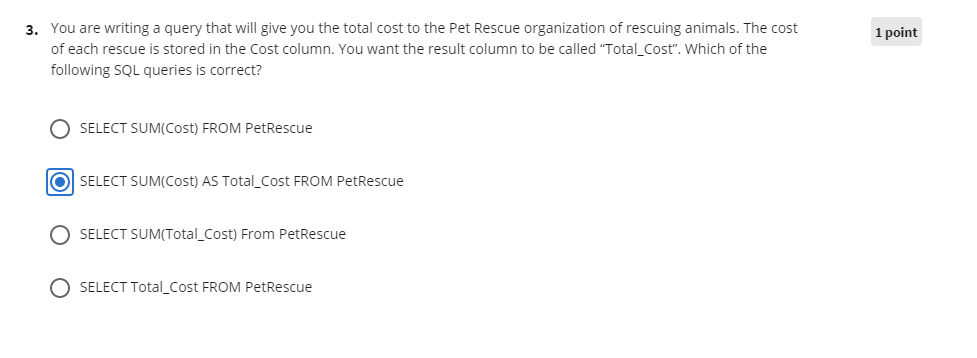 3. You are writing a query that will give you the total cost to the Pet Rescue organization of rescuing animals. The cost
1 point
of each rescue is stored in the Cost column. You want the result column to be called “Total_Cost”. Which of the
following SQL queries is correct?
SELECT SUM(Cost) FROM PetRescue
SELECT SUM(Cost) AS Total_Cost FROM PetRescue
SELECT SUM(Total_Cost) From PetRescue
SELECT Total_Cost FROM PetRescue